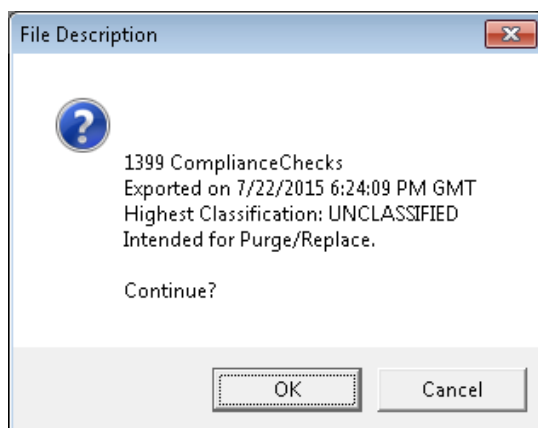 File Description
1399 ComplianceChecks
Exported on 7/22/2015 6:24:09 PM GMT
Highest Classification: UNCLASSIFIED
Intended for Purge/Replace.
Continue?
OK
Cancel